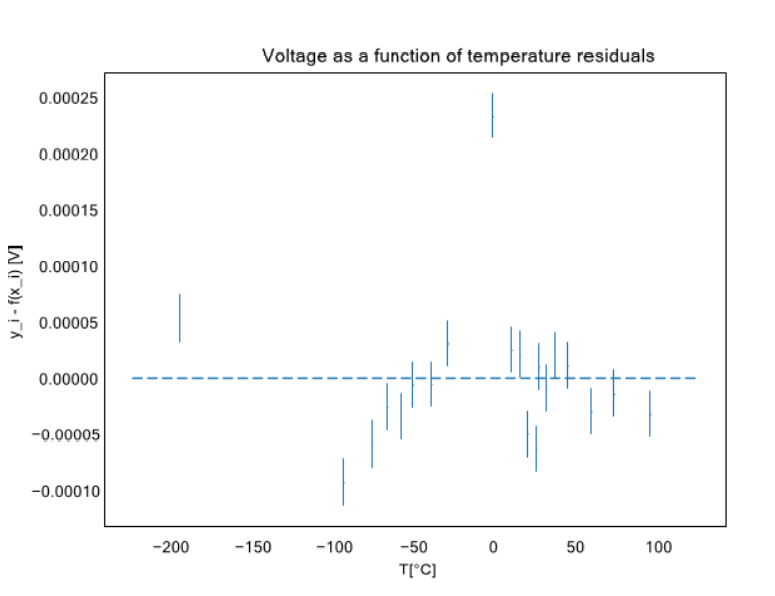 Voltage as a function of temperature residuals
0.00025
0.00020
0.00015
0.00010
0.00005
0.00000
−0.00005
−0.00010
y_i - f(x_i) [V]
−200 −150 −100 −50 0 50 100
T[°C]